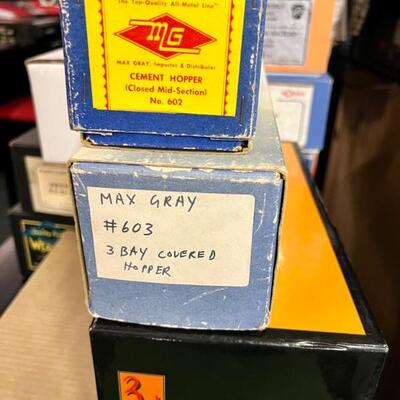 The "Top-Quality All-Metal Line"
MG
MAX GRAY, Importer & Distributor
CEMENT HOPPER
(Closed Mid-Section)
No. 602
MAX GRAY
#603
3 BAY COVERED
HOPPER
3